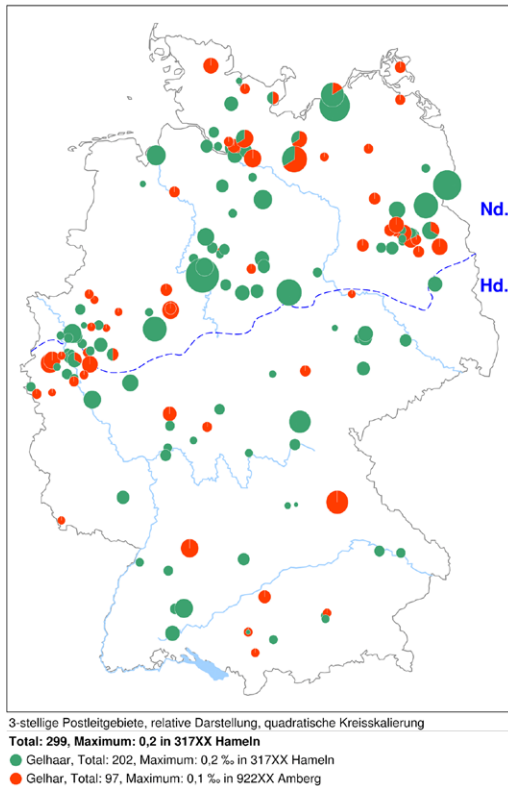 Nd.
Hd.
3-stellige Postleitgebiete, relative Darstellung, quadratische Kreisskalierung
Total: 299, Maximum: 0,2 in 317XX Hameln
Gelhaar, Total: 202, Maximum: 0,2 ‰ in 317XX Hameln
Gelhar, Total: 97, Maximum: 0,1 ‰ in 922XX Amberg